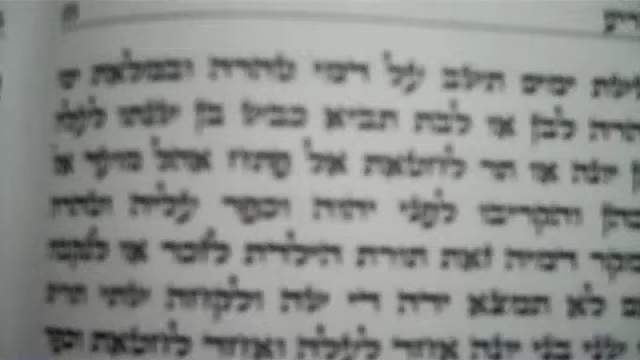 ימים תשב על דמי טהרה ובמלאת
לבן או לבת תביא כבש בן שנתו לעלה
יונה או תר לחטאת אל פתח אהל מועד
והקריבו לפני יהוה וכפר עליה וטהרה
דמיה זאת תורת הילדת לזכר או לנקבה
לא תמצא ידה די שה ולקחה שתי תרים
שני בני יונה אחד לעלה ואחד לחטאת וכפר